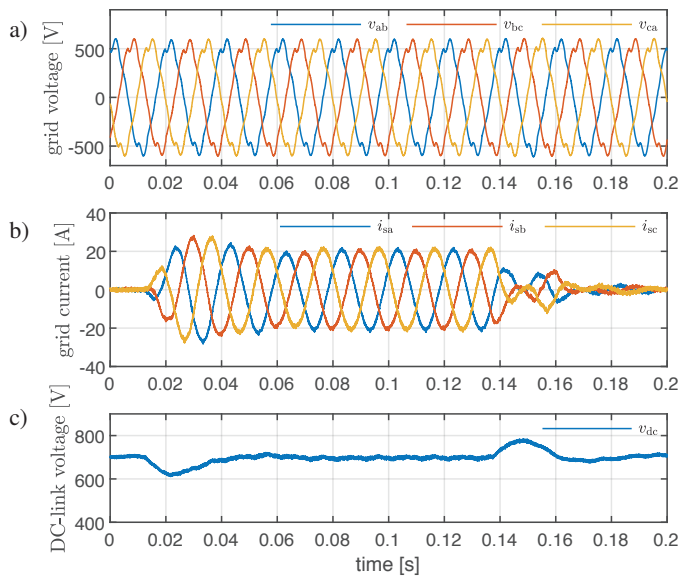 a)
grid voltage [V]
v_ab v_bc v_ca
500
0
-500
0 0.02 0.04 0.06 0.08 0.1 0.12 0.14 0.16 0.18 0.2
b)
grid current [A]
i_sa i_sb i_sc
40
20
0
-20
-40
0 0.02 0.04 0.06 0.08 0.1 0.12 0.14 0.16 0.18 0.2
c)
DC-link voltage [V]
v_dc
800
600
400
0 0.02 0.04 0.06 0.08 0.1 0.12 0.14 0.16 0.18 0.2
time [s]